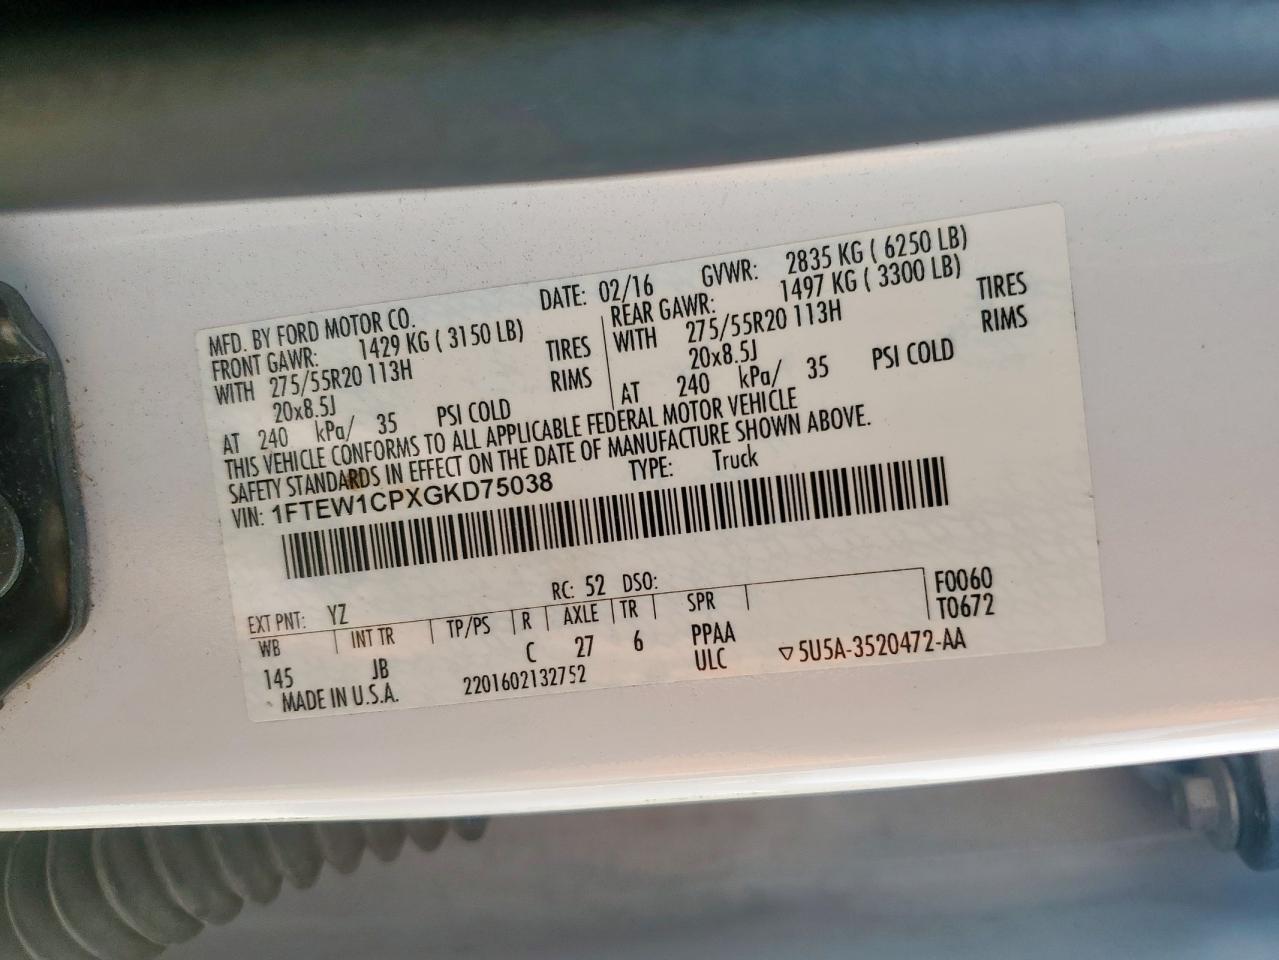 MFD. BY FORD MOTOR CO. DATE: 02/16 GVWR: 2835 KG ( 6250 LB)
FRONT GAWR: 1429 KG ( 3150 LB) REAR GAWR: 1497 KG ( 3300 LB)
WITH 275/55R20 113H TIRES WITH 275/55R20 113H TIRES
20x8.5J RIMS 20x8.5J RIMS
AT 240 kPa/ 35 PSI COLD AT 240 kPa/ 35 PSI COLD
THIS VEHICLE CONFORMS TO ALL APPLICABLE FEDERAL MOTOR VEHICLE
SAFETY STANDARDS IN EFFECT ON THE DATE OF MANUFACTURE SHOWN ABOVE.
VIN: 1FTEW1CPXGKD75038 TYPE: Truck
EXT PNT: YZ RC: 52 DSO: F0060
WB INT TR TP/PS R AXLE TR SPR T0672
145 JB C 27 6 PPAA
MADE IN U.S.A. 2201602132752 ULC ▽5U5A-3520472-AA